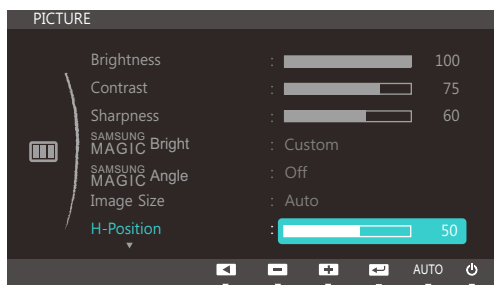 PICTURE
Brightness : 100
Contrast : 75
Sharpness : 60
SAMSUNG MAGIC Bright : Custom
SAMSUNG MAGIC Angle : Off
Image Size : Auto
H-Position : 50
AUTO